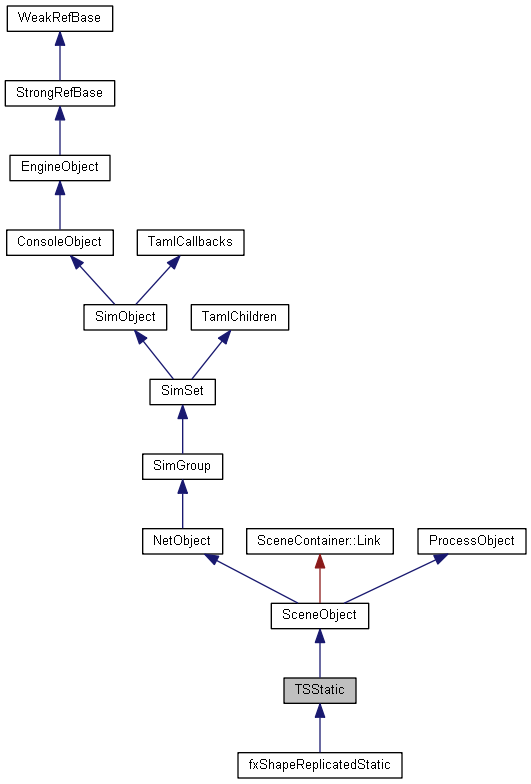 WeakRefBase
StrongRefBase
EngineObject
ConsoleObject
TamlCallbacks
SimObject
TamlChildren
SimSet
SimGroup
NetObject
SceneContainer::Link
ProcessObject
SceneObject
TSStatic
fxShapeReplicatedStatic